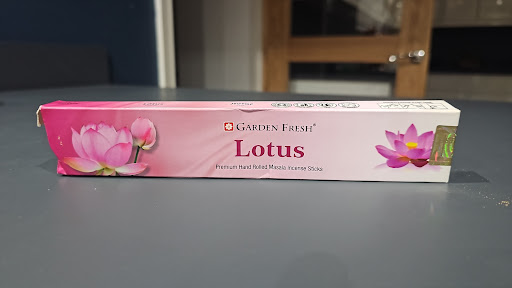 GARDEN FRESH®
Lotus
Premium Hand Rolled Masala Incense Sticks